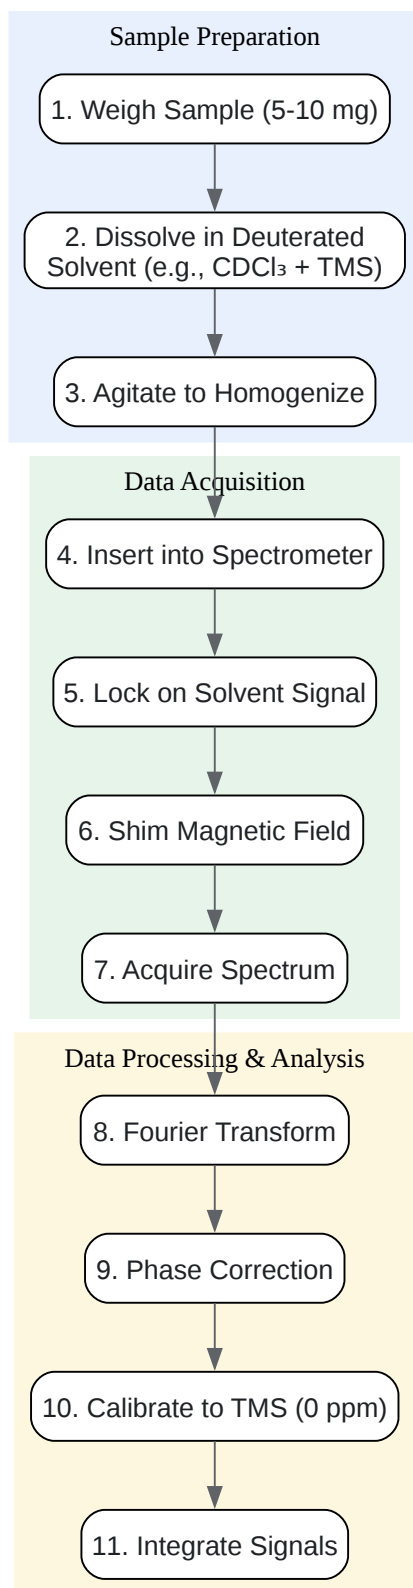 Sample Preparation
1. Weigh Sample (5-10 mg)
2. Dissolve in Deuterated
Solvent (e.g., CDCl₃ + TMS)
3. Agitate to Homogenize
Data Acquisition
4. Insert into Spectrometer
5. Lock on Solvent Signal
6. Shim Magnetic Field
7. Acquire Spectrum
Data Processing & Analysis
8. Fourier Transform
9. Phase Correction
10. Calibrate to TMS (0 ppm)
11. Integrate Signals